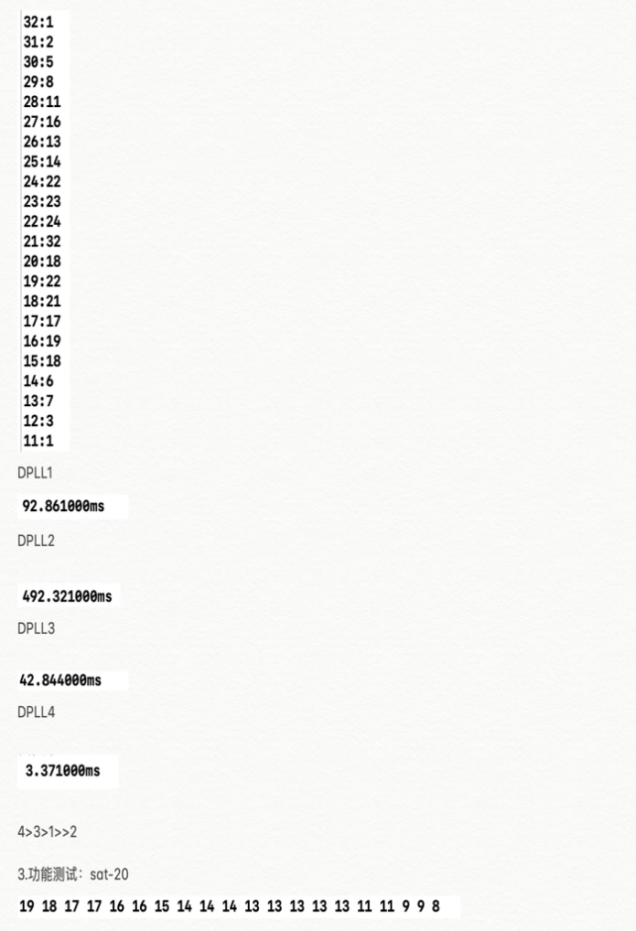 32:1
31:2
30:5
29:8
28:11
27:16
26:13
25:14
24:22
23:23
22:24
21:32
20:18
19:22
18:21
17:17
16:19
15:18
14:6
13:7
12:3
11:1
DPLL1
92.861000ms
DPLL2
492.321000ms
DPLL3
42.844000ms
DPLL4
3.371000ms
4>3>1>>2
3.功能测试：sat-20
19 18 17 17 16 16 15 14 14 14 13 13 13 13 13 11 11 9 9 8